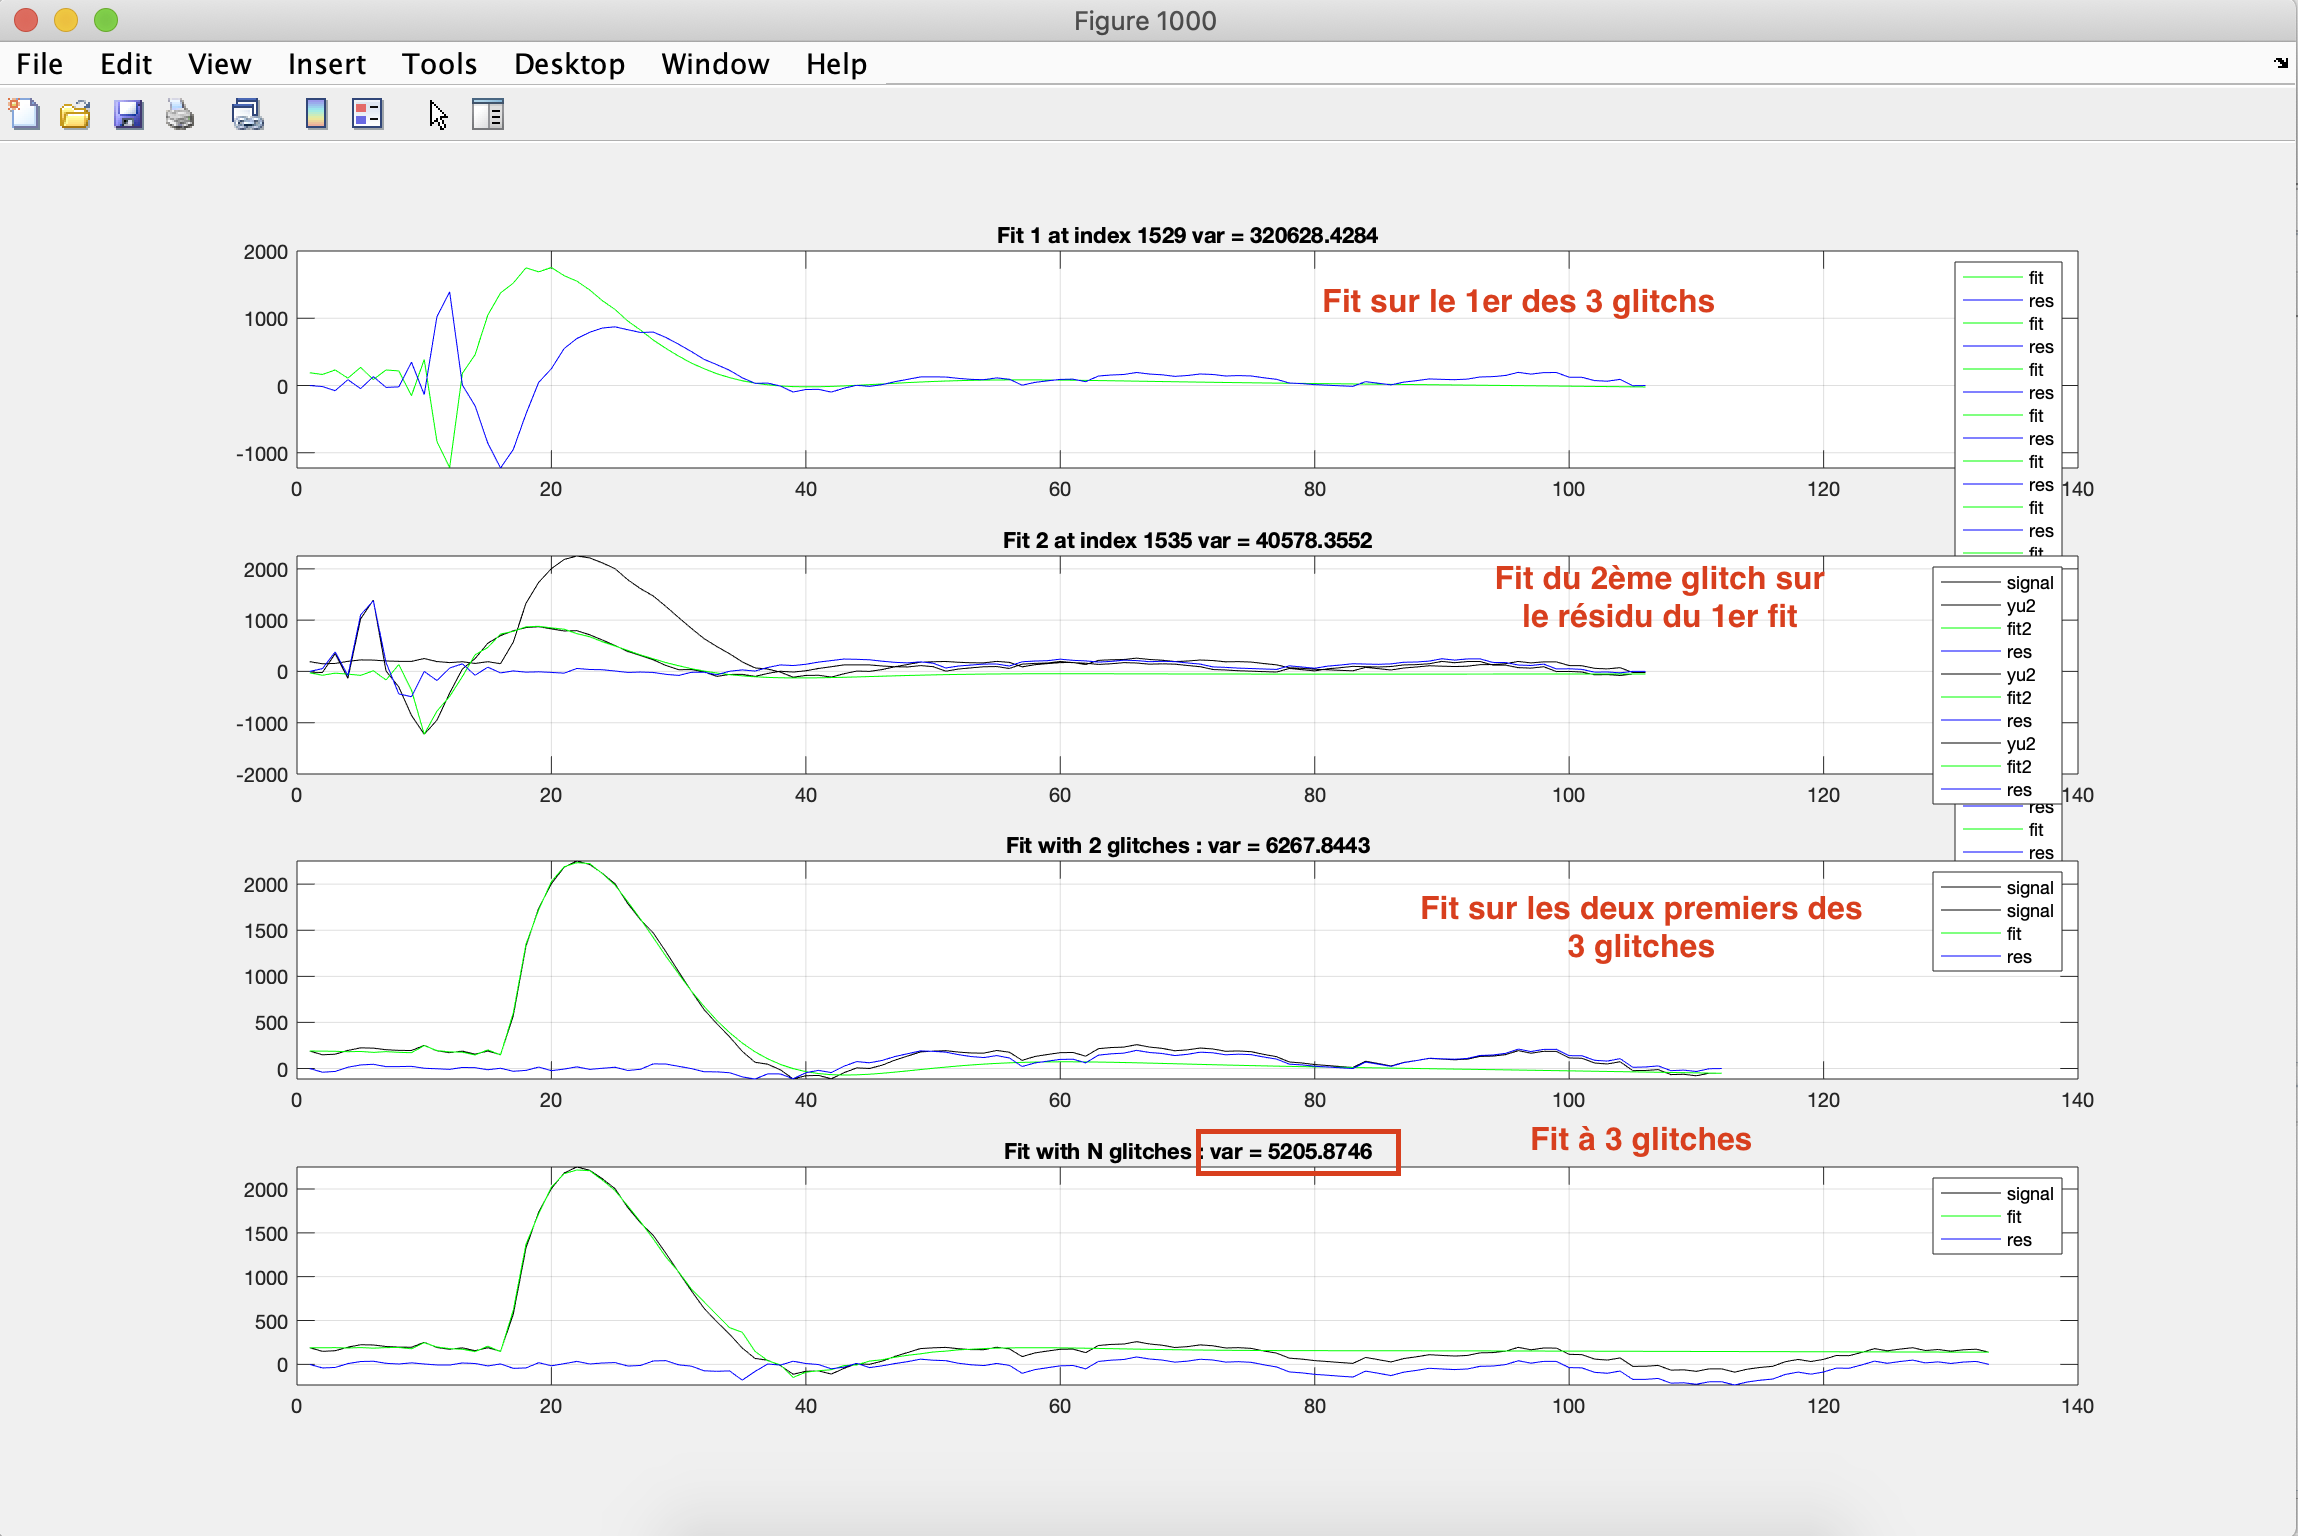 Figure 1000
File Edit View Insert Tools Desktop Window Help
Fit 1 at index 1529 var = 320628.4284
2000
1000
0
-1000
0 20 40 60 80 100 120 140
Fit sur le 1er des 3 glitchs
fit
res
fit
res
fit
res
fit
res
fit
res
fit
res
fit
Fit 2 at index 1535 var = 40578.3552
2000
1000
0
-1000
-2000
0 20 40 60 80 100 120 140
Fit du 2ème glitch sur
le résidu du 1er fit
signal
yu2
fit2
res
yu2
fit2
res
yu2
fit2
res
res
fit
res
Fit with 2 glitches : var = 6267.8443
2000
1500
1000
500
0
0 20 40 60 80 100 120 140
Fit sur les deux premiers des
3 glitches
signal
signal
fit
res
Fit with N glitches : var = 5205.8746
Fit à 3 glitches
2000
1500
1000
500
0
0 20 40 60 80 100 120 140
signal
fit
res